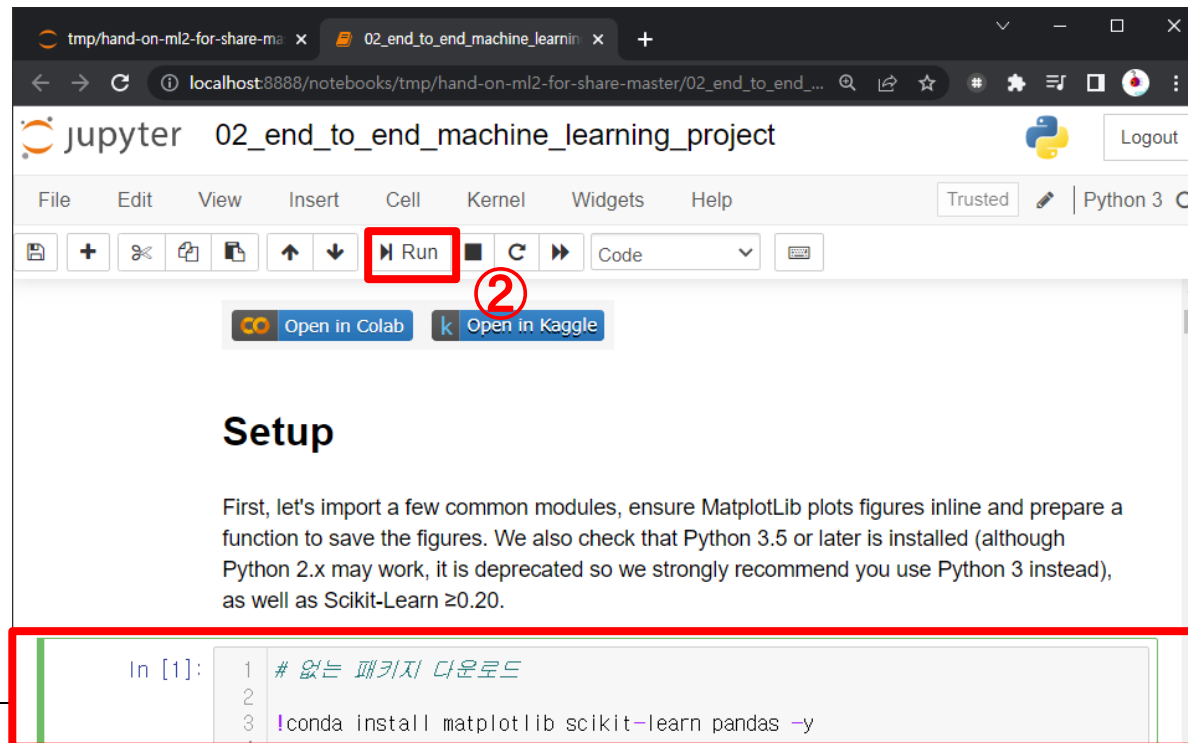 tmp/hand-on-ml2-for-share-ma
02_end_to_end_machine_learnin
localhost:8888/notebooks/tmp/hand-on-ml2-for-share-master/02_end_to_end_...
jupyter 02_end_to_end_machine_learning_project
Logout
File Edit View Insert Cell Kernel Widgets Help Trusted Python 3
Run Code
②
Open in Colab Open in Kaggle
Setup
First, let's import a few common modules, ensure MatplotLib plots figures inline and prepare a
function to save the figures. We also check that Python 3.5 or later is installed (although
Python 2.x may work, it is deprecated so we strongly recommend you use Python 3 instead),
as well as Scikit-Learn ≥0.20.
In [1]: 1 # 없는 패키지 다운로드
2
3 !conda install matplotlib scikit-learn pandas -y